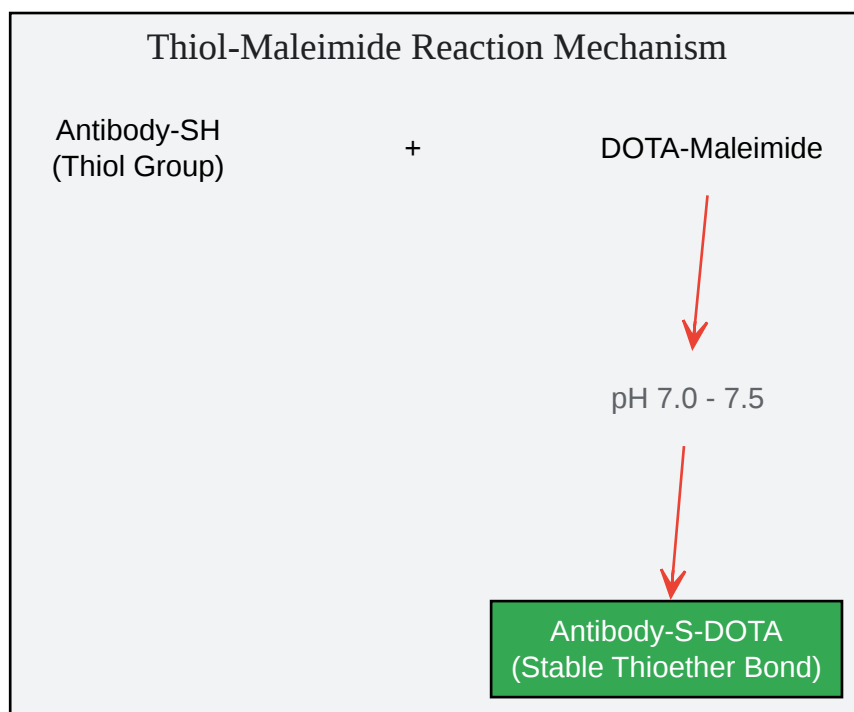 Thiol-Maleimide Reaction Mechanism
Antibody-SH
(Thiol Group)
+
DOTA-Maleimide
pH 7.0 - 7.5
Antibody-S-DOTA
(Stable Thioether Bond)